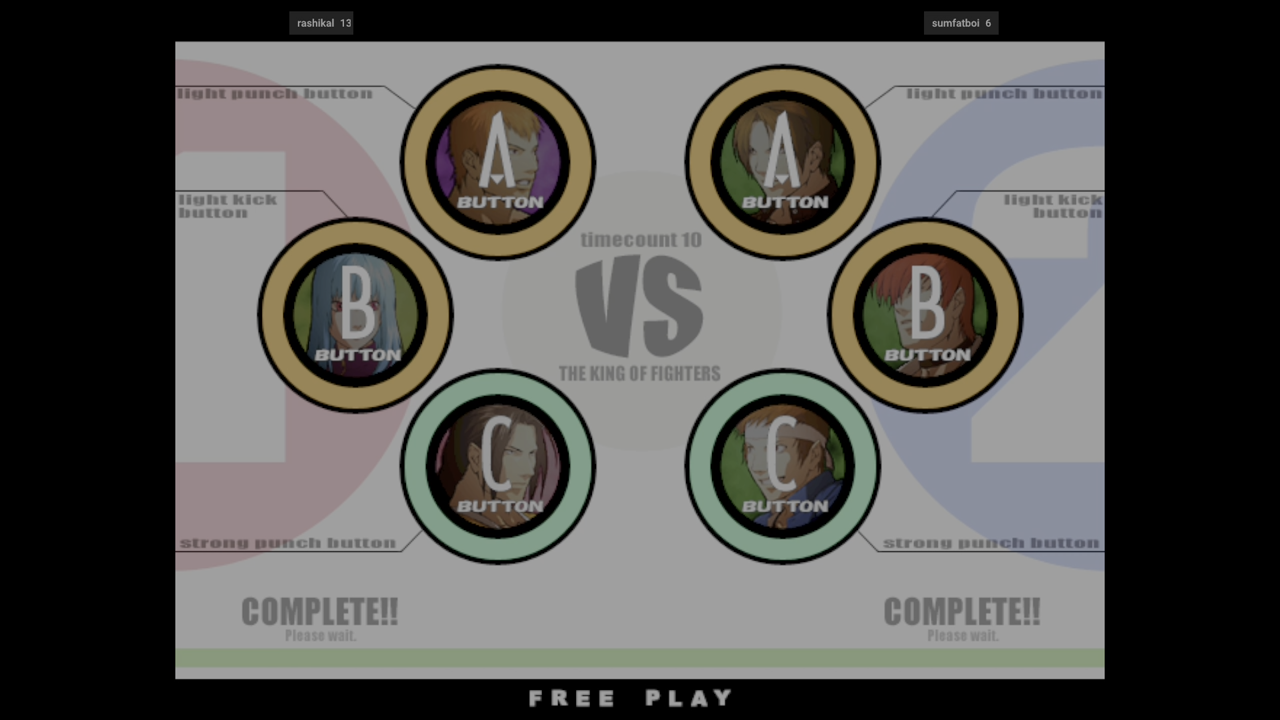 rashikal 13
sumfatboi 6
light punch button
light punch button
A
BUTTON
A
BUTTON
light kick
button
light kick
button
1
2
timecount 10
VS
THE KING OF FIGHTERS
B
BUTTON
B
BUTTON
C
BUTTON
C
BUTTON
strong punch button
strong punch button
COMPLETE!!
Please wait.
COMPLETE!!
Please wait.
FREE PLAY